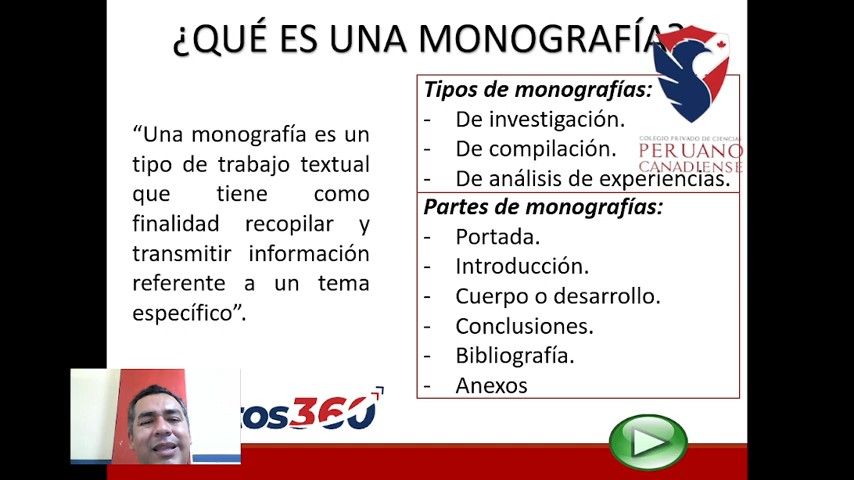 ¿QUÉ ES UNA MONOGRAFÍA?
“Una monografía es un
tipo de trabajo textual
que tiene como
finalidad recopilar y
transmitir información
referente a un tema
específico”.
Tipos de monografías:
- De investigación.
- De compilación.
- De análisis de experiencias.
Partes de monografías:
- Portada.
- Introducción.
- Cuerpo o desarrollo.
- Conclusiones.
- Bibliografía.
- Anexos
COLEGIO PRIVADO DE CIENCIAS
PERUANO
CANADIENSE
tos360